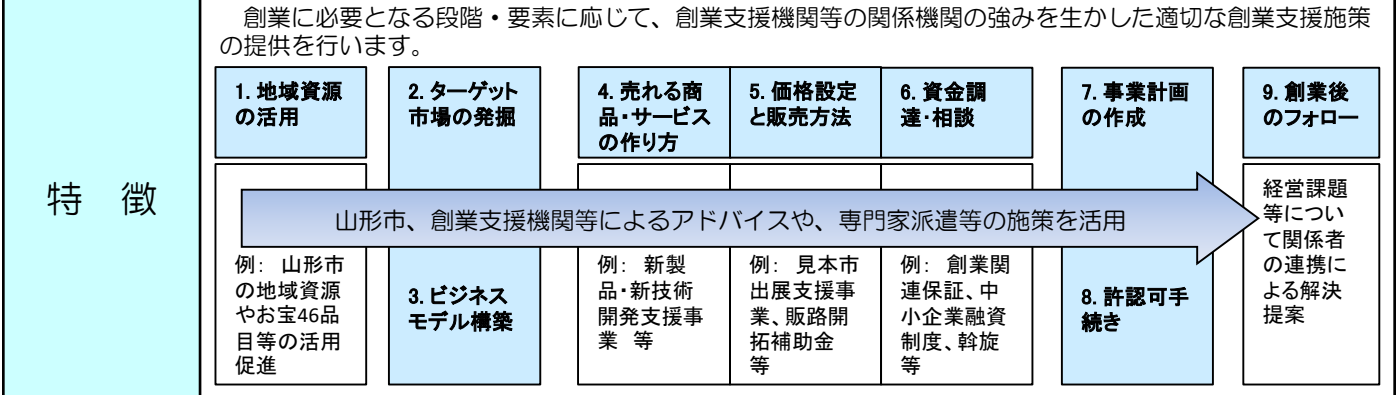 特 徴
創業に必要となる段階・要素に応じて、創業支援機関等の関係機関の強みを生かした適切な創業支援施策
の提供を行います。
1. 地域資源
の活用
2. ターゲット
市場の発掘
3. ビジネス
モデル構築
4. 売れる商
品・サービス
の作り方
5. 価格設定
と販売方法
6. 資金調
達・相談
7. 事業計画
の作成
8. 許認可手
続き
9. 創業後
のフォロー
山形市、創業支援機関等によるアドバイスや、専門家派遣等の施策を活用
例: 山形市
の地域資源
やお宝46品
目等の活用
促進
例: 新製
品・新技術
開発支援事
業 等
例: 見本市
出展支援事
業、販路開
拓補助金
等
例: 創業関
連保証、中
小企業融資
制度、斡旋
等
経営課題
等につい
て関係者
の連携に
よる解決
提案